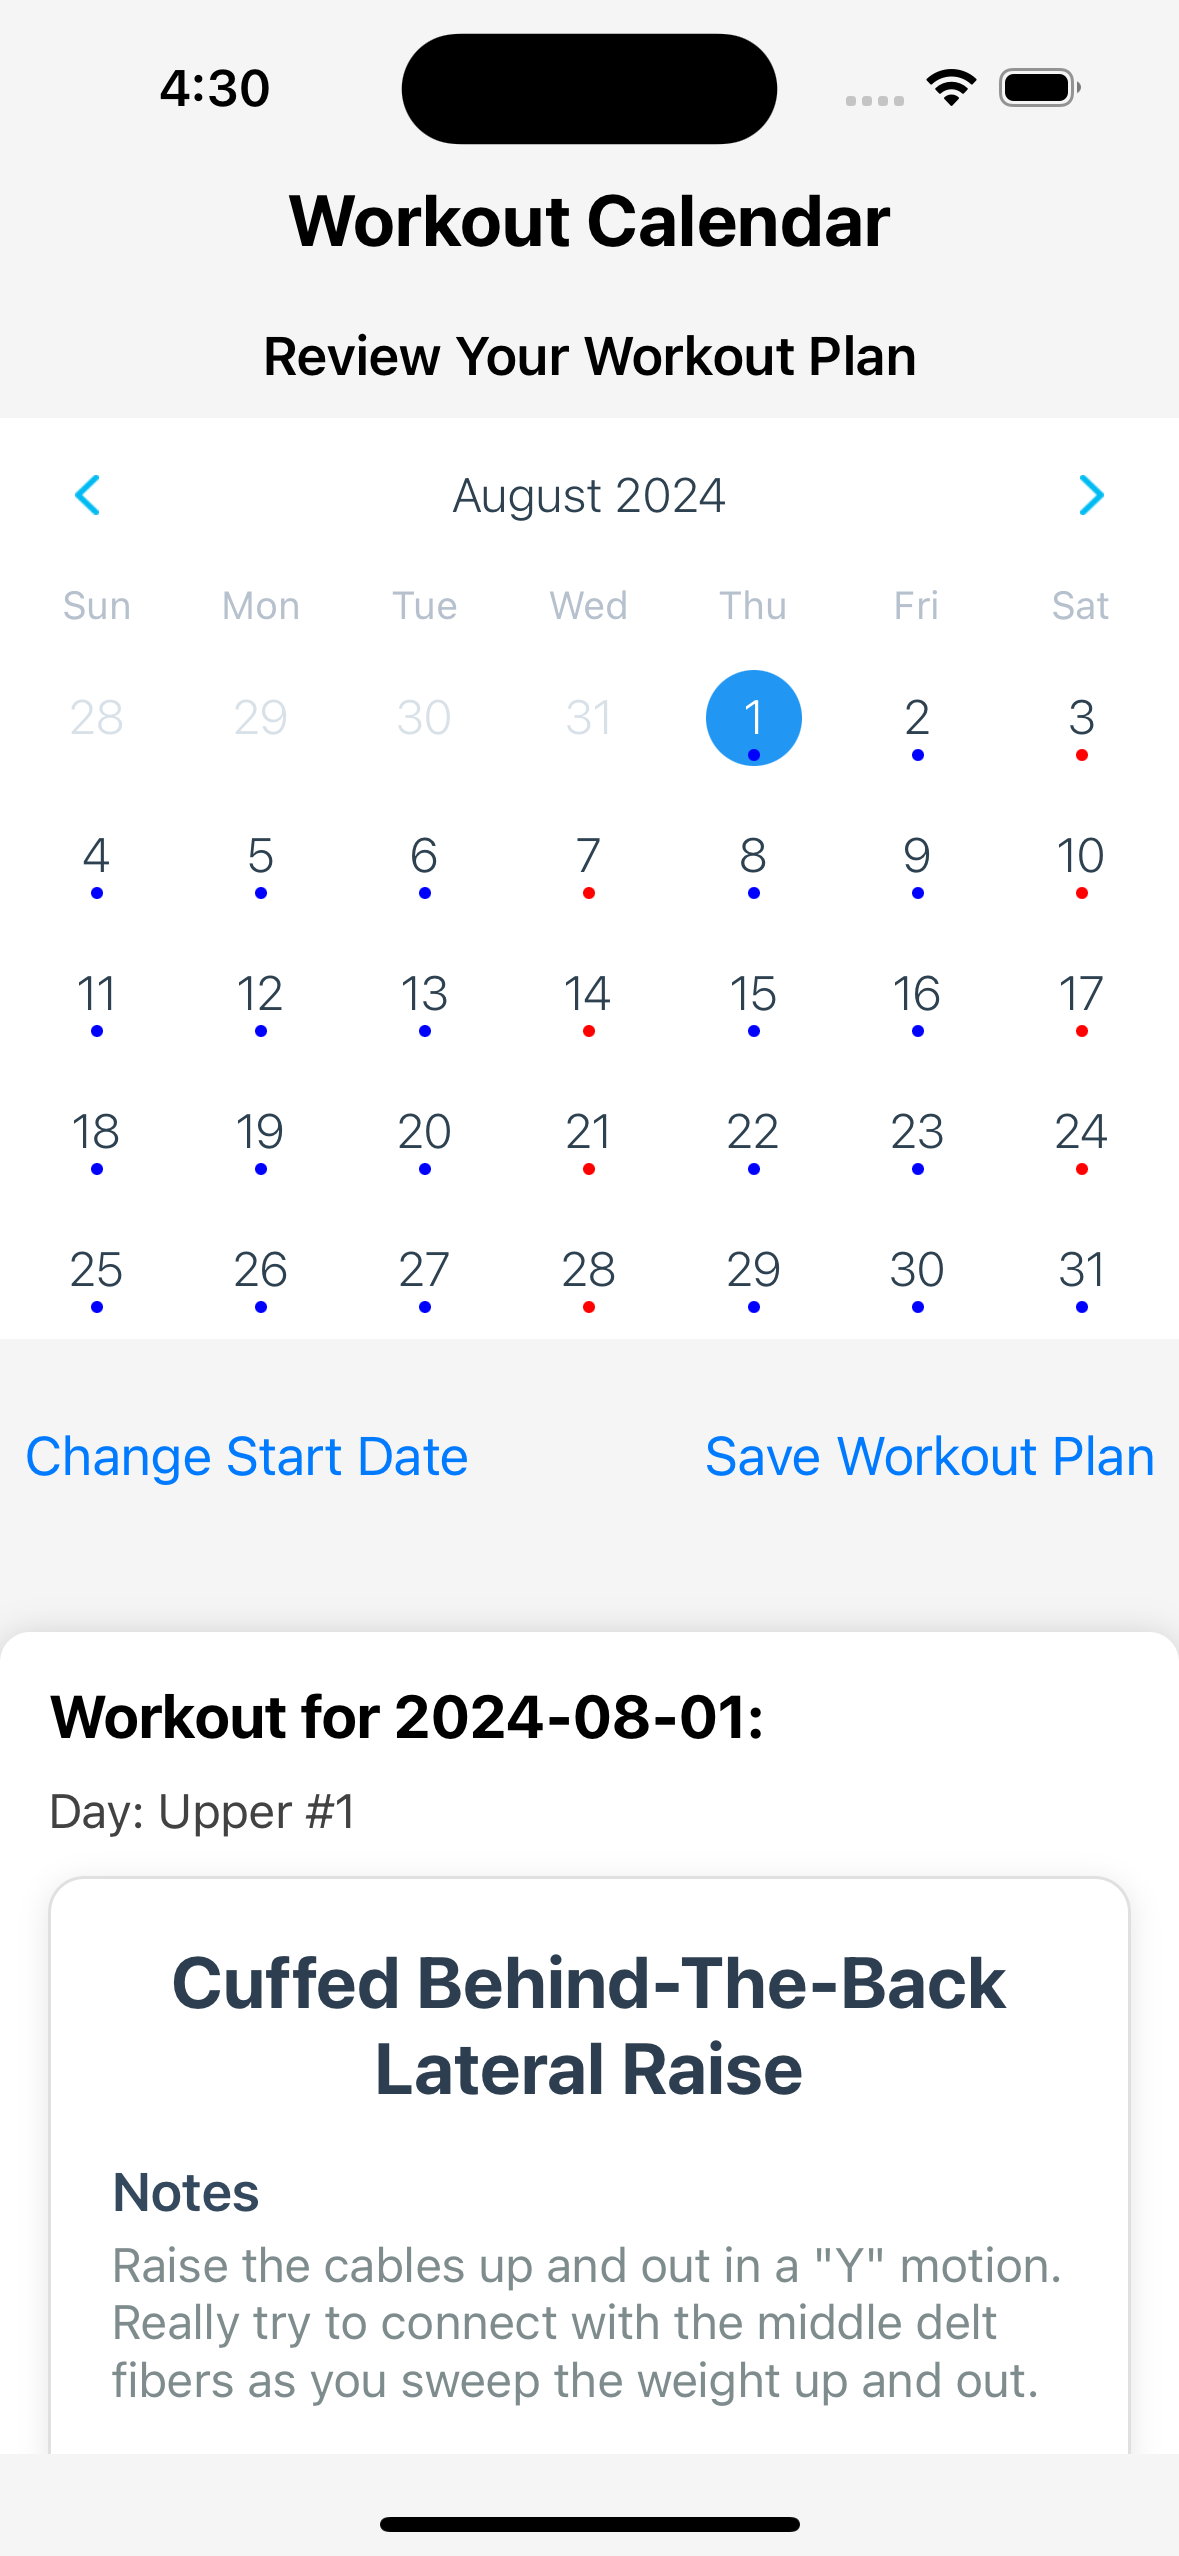 4:30
Workout Calendar
Review Your Workout Plan
August 2024
Sun Mon Tue Wed Thu Fri Sat
28 29 30 31 1 2 3
4 5 6 7 8 9 10
11 12 13 14 15 16 17
18 19 20 21 22 23 24
25 26 27 28 29 30 31
Change Start Date Save Workout Plan
Workout for 2024-08-01:
Day: Upper #1
Cuffed Behind-The-Back
Lateral Raise
Notes
Raise the cables up and out in a "Y" motion.
Really try to connect with the middle delt
fibers as you sweep the weight up and out.